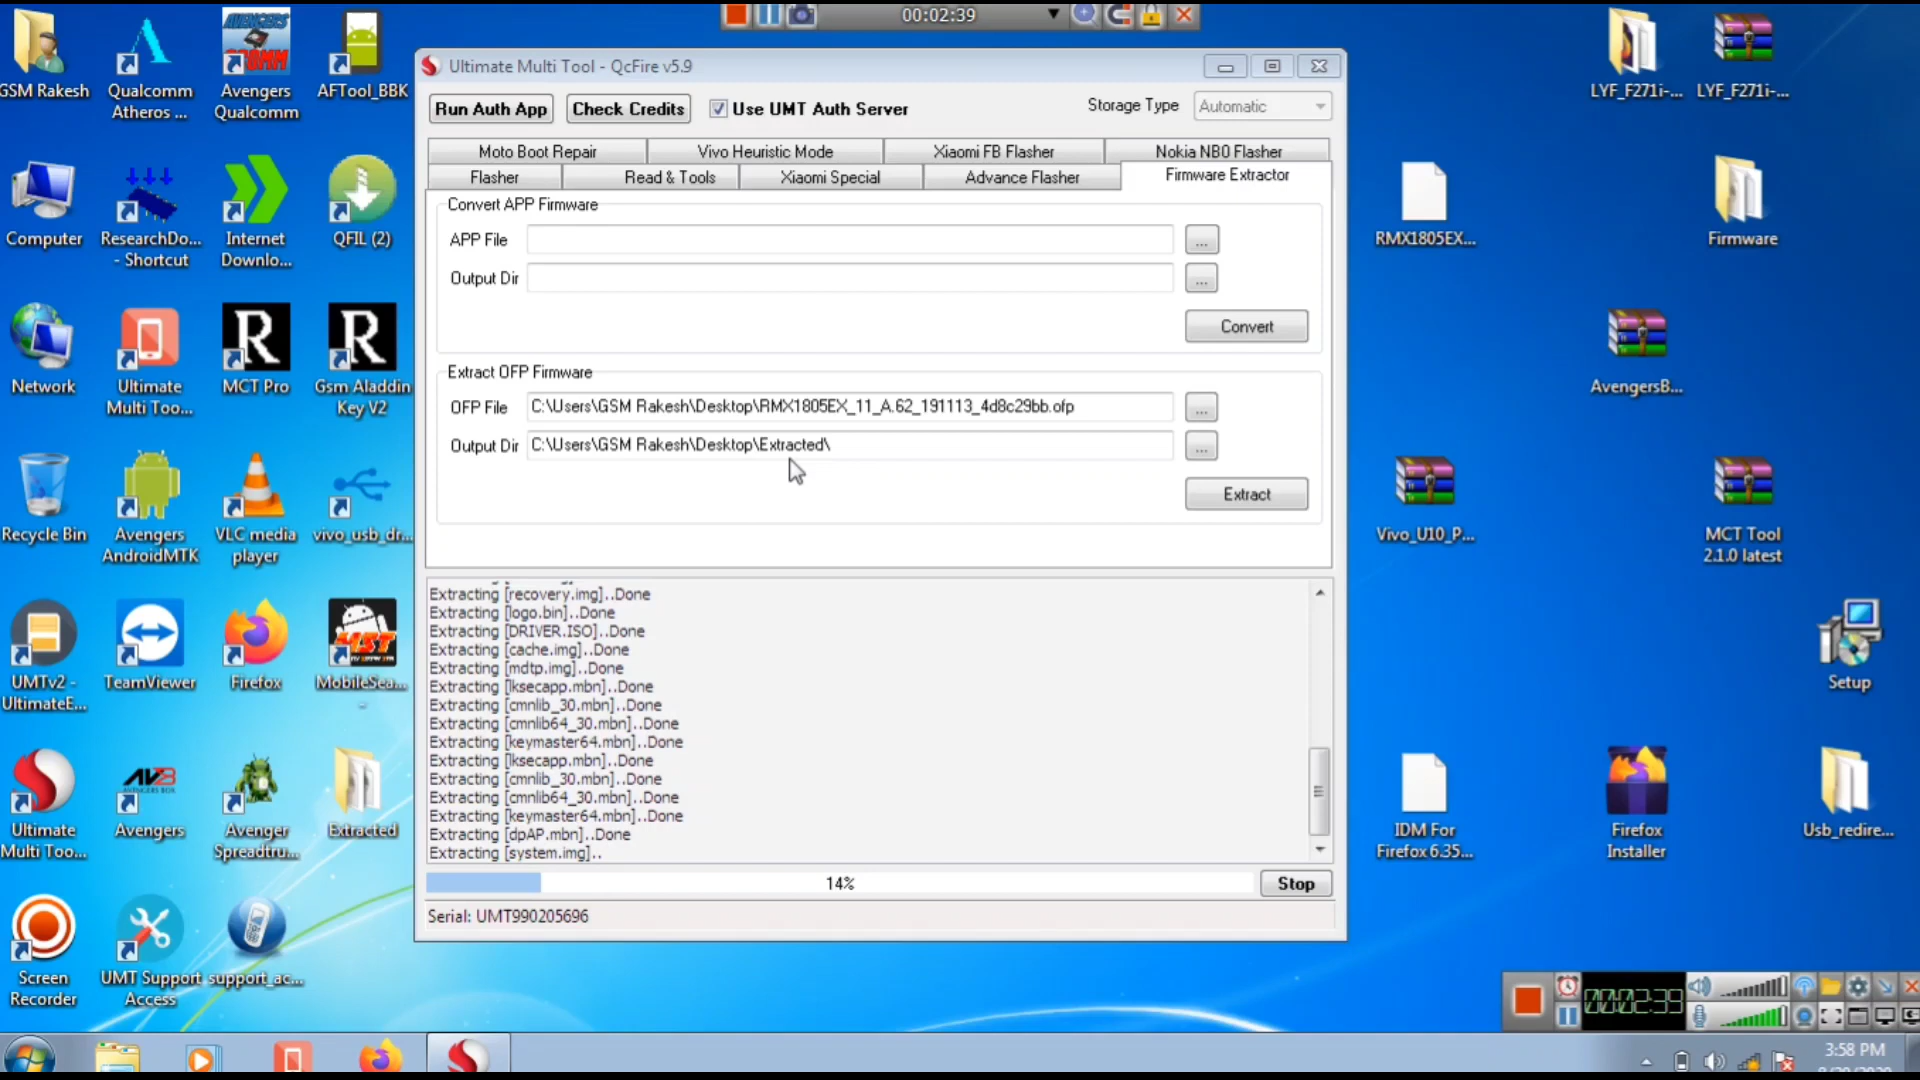 00:02:39
GSM Rakesh
Qualcomm
Atheros ...
AVENGERS
Avengers
Qualcomm
AFTool_BBK
Computer
ResearchDo...
- Shortcut
Internet
Downlo...
QFIL (2)
Network
Ultimate
Multi Too...
R
MCT Pro
R
Gsm Aladdin
Key V2
Recycle Bin
Avengers
AndroidMTK
VLC media
player
vivo_usb_dr...
UMTv2 -
UltimateE...
TeamViewer
Firefox
MobileSea...
-
Ultimate
Multi Too...
Avengers
Avenger
Spreadtru...
Extracted
Screen
Recorder
UMT Support
Access
support_ac...
Ultimate Multi Tool - QcFire v5.9
Run Auth App
Check Credits
Use UMT Auth Server
Storage Type
Automatic
Moto Boot Repair
Vivo Heuristic Mode
Xiaomi FB Flasher
Nokia NB0 Flasher
Flasher
Read & Tools
Xiaomi Special
Advance Flasher
Firmware Extractor
Convert APP Firmware
APP File
...
Output Dir
...
Convert
Extract OFP Firmware
OFP File
C:\Users\GSM Rakesh\Desktop\RMX1805EX_11_A.62_191113_4d8c29bb.ofp
...
Output Dir
C:\Users\GSM Rakesh\Desktop\Extracted\
...
Extract
Extracting [recovery.img]..Done
Extracting [logo.bin]..Done
Extracting [DRIVER.ISO]..Done
Extracting [cache.img]..Done
Extracting [mdtp.img]..Done
Extracting [lksecapp.mbn]..Done
Extracting [cmnlib_30.mbn]..Done
Extracting [cmnlib64_30.mbn]..Done
Extracting [keymaster64.mbn]..Done
Extracting [lksecapp.mbn]..Done
Extracting [cmnlib_30.mbn]..Done
Extracting [cmnlib64_30.mbn]..Done
Extracting [keymaster64.mbn]..Done
Extracting [dpAP.mbn]..Done
Extracting [system.img]..
14%
Stop
Serial: UMT990205696
LYF_F271i-...
LYF_F271i-...
RMX1805EX...
Firmware
AvengersB...
Vivo_U10_P...
MCT Tool
2.1.0 latest
Setup
IDM For
Firefox 6.35...
Firefox
Installer
Usb_redire...
00:02:39
3:58 PM